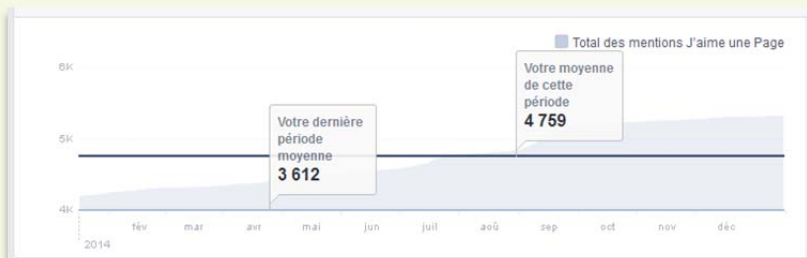 Total des mentions J'aime une Page
6K
Votre moyenne
de cette
période
4 759
Votre dernière
période
moyenne
3 612
5K
4K
fév mar avr mai jun juil aoû sep oct nov déc
2014